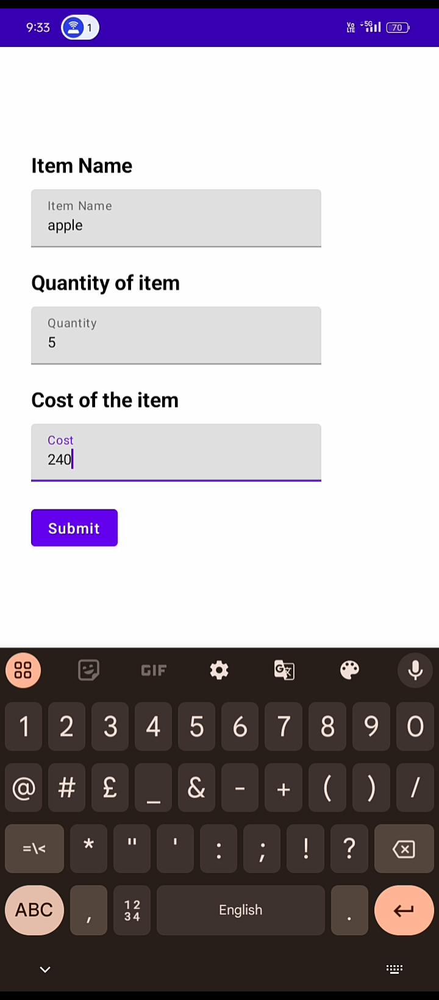 9:33 1 Vo LTE 5G 70
Item Name
Item Name
apple
Quantity of item
Quantity
5
Cost of the item
Cost
240
Submit
GIF G
1 2 3 4 5 6 7 8 9 0
@ # £ _ & - + ( ) /
=\< * " ' : ; ! ?
ABC , 12 34 English .